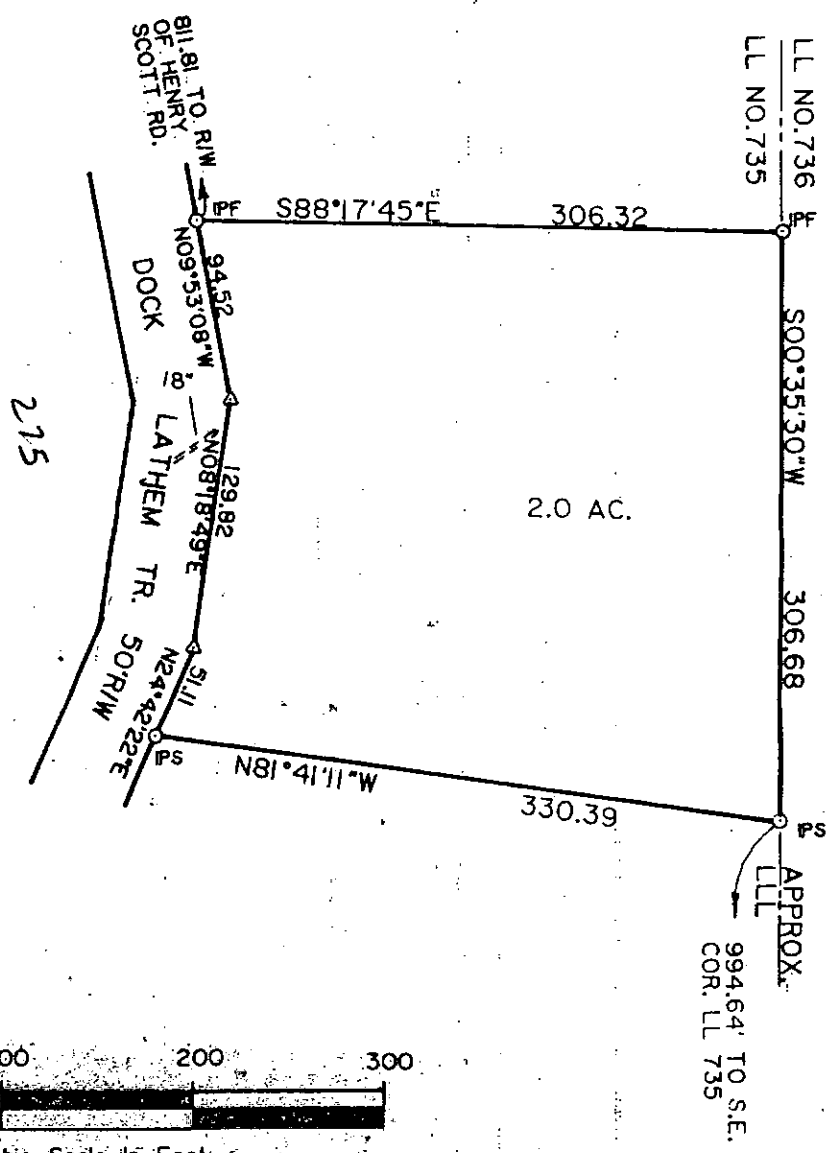 LL NO.736
LL NO.735
811.81 TO R/W
OF HENRY
SCOTT RD.
IPF
S88°17'45"E
306.32
IPF
94.52
N09°53'08"W
S00°35'30"W
306.68
DOCK LATHEM TR. 50'R/W
18"
129.82
N08°18'49"E
2.0 AC.
275
51.11
N24°42'22"E
IPS
N81°41'11"W
330.39
IPS
APPROX.
LLL
994.64' TO S.E.
COR. LL 735
00 200 300